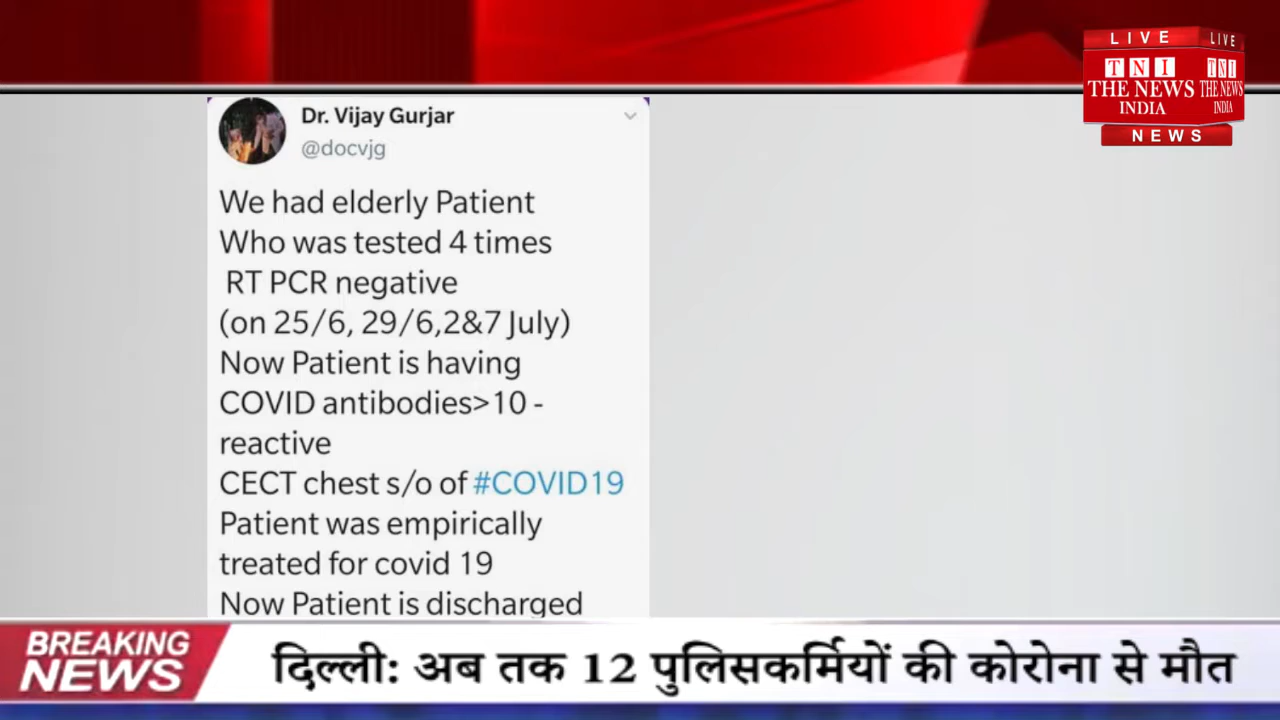 LIVE
LIVE
TNI
TNI
THE NEWS
THE NEWS
INDIA
INDIA
NEWS
Dr. Vijay Gurjar
@docvjg
We had elderly Patient
Who was tested 4 times
RT PCR negative
(on 25/6, 29/6,2&7 July)
Now Patient is having
COVID antibodies>10 -
reactive
CECT chest s/o of #COVID19
Patient was empirically
treated for covid 19
Now Patient is discharged
BREAKING
NEWS
दिल्ली: अब तक 12 पुलिसकर्मियों की कोरोना से मौत